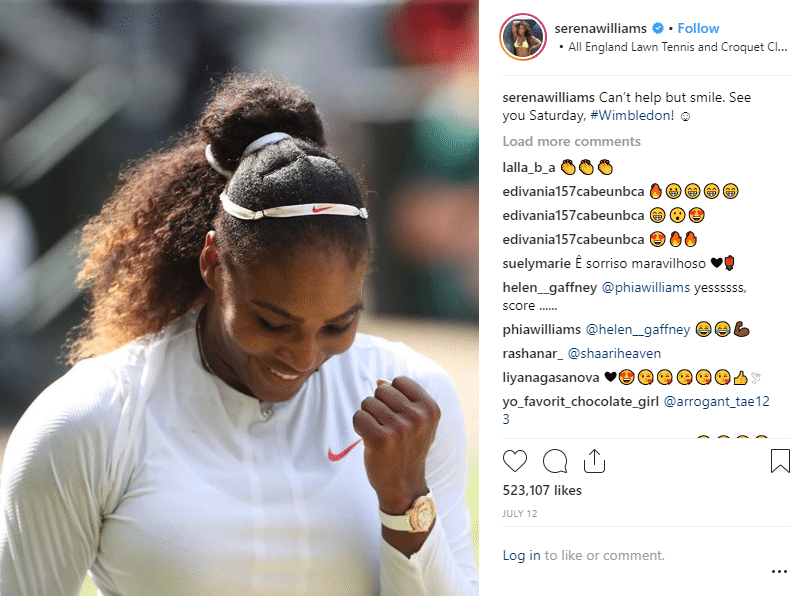 serenawilliams • Follow
• All England Lawn Tennis and Croquet Cl...
serenawilliams Can't help but smile. See
you Saturday, #Wimbledon! ☺
Load more comments
lalla_b_a 👏👏👏
edivania157cabeunbca 🔥😁😁😁😁
edivania157cabeunbca 😁😮😍
edivania157cabeunbca 😍🔥🔥
suelymarie Ê sorriso maravilhoso ❤🌹
helen__gaffney @phiawilliams yessssss,
score ......
phiawilliams @helen__gaffney 😂😂💪🏿
rashanar_ @shaariheaven
liyanagasanova ❤😍😘😘😘😘😘👍🕊
yo_favorit_chocolate_girl @arrogant_tae12
3
523,107 likes
JULY 12
Log in to like or comment.